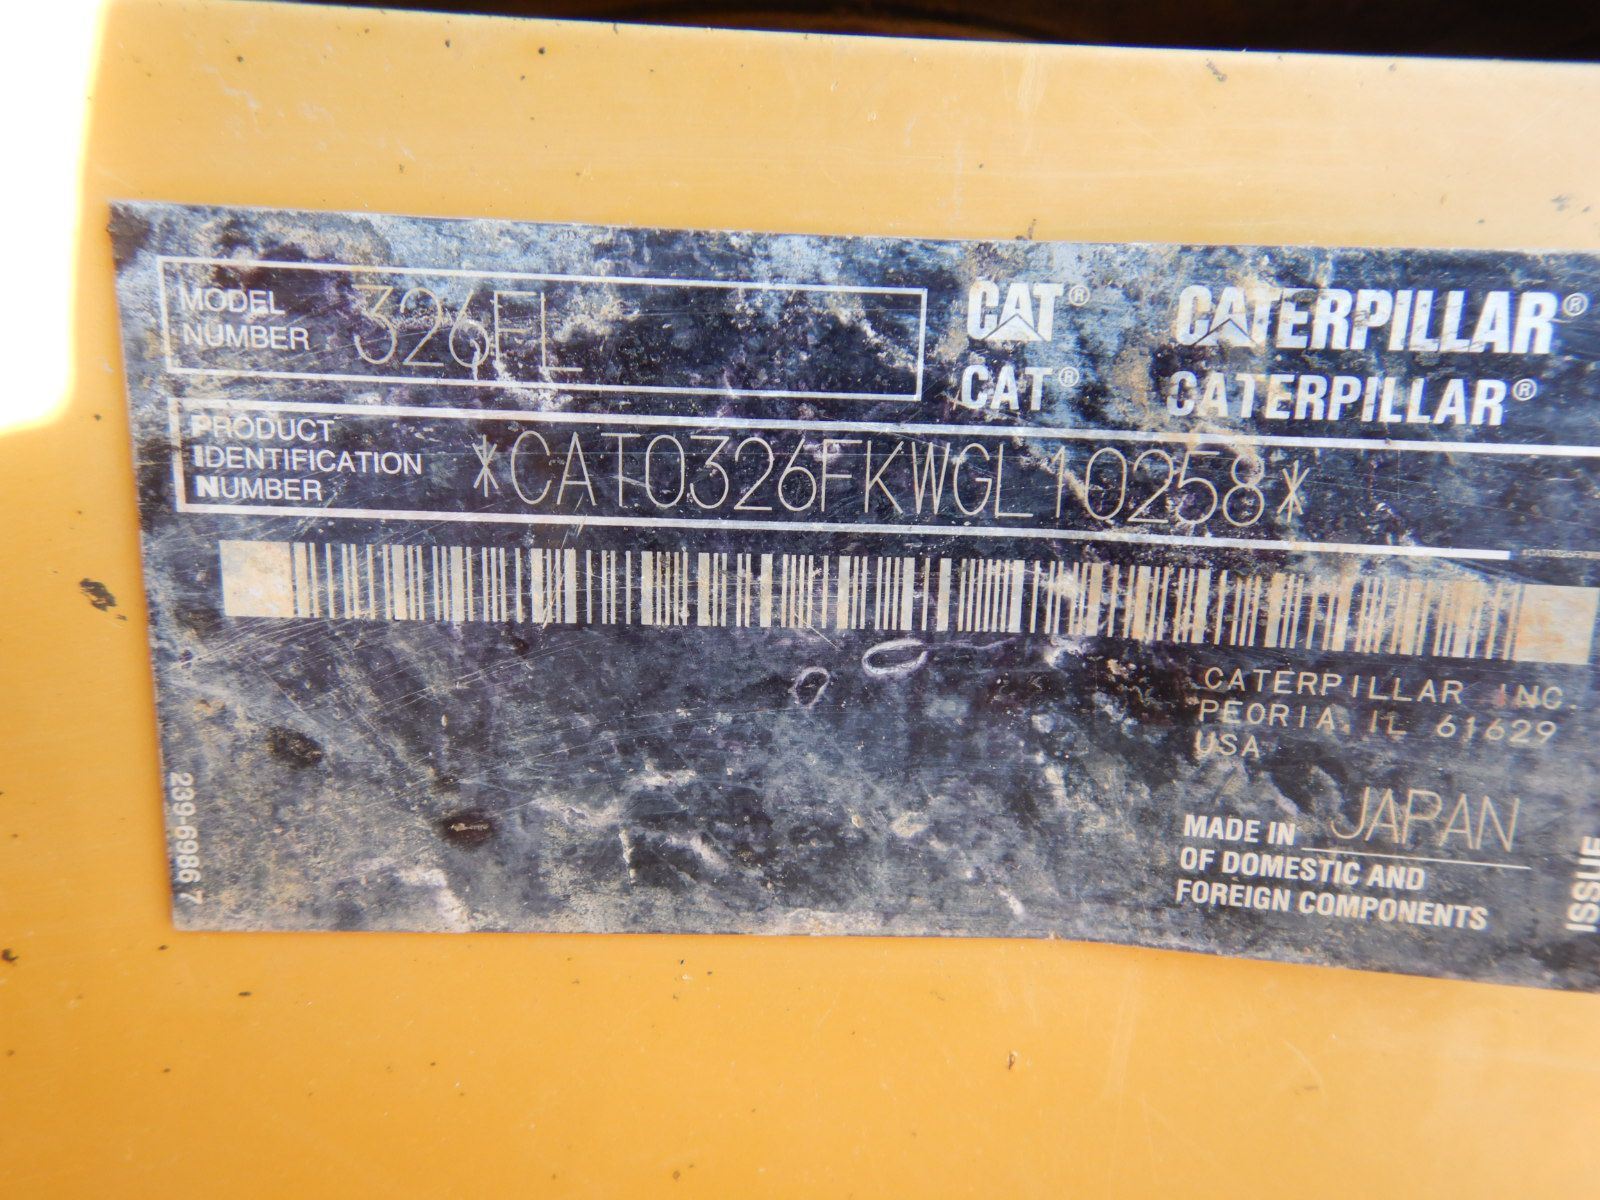 MODEL
NUMBER 326FL
CAT® CATERPILLAR®
CAT® CATERPILLAR®
PRODUCT
IDENTIFICATION
NUMBER *CAT0326FKWGL10258*
CATERPILLAR INC.
PEORIA, IL 61629
USA
MADE IN JAPAN
OF DOMESTIC AND
FOREIGN COMPONENTS
239-6986 7
ISSUE